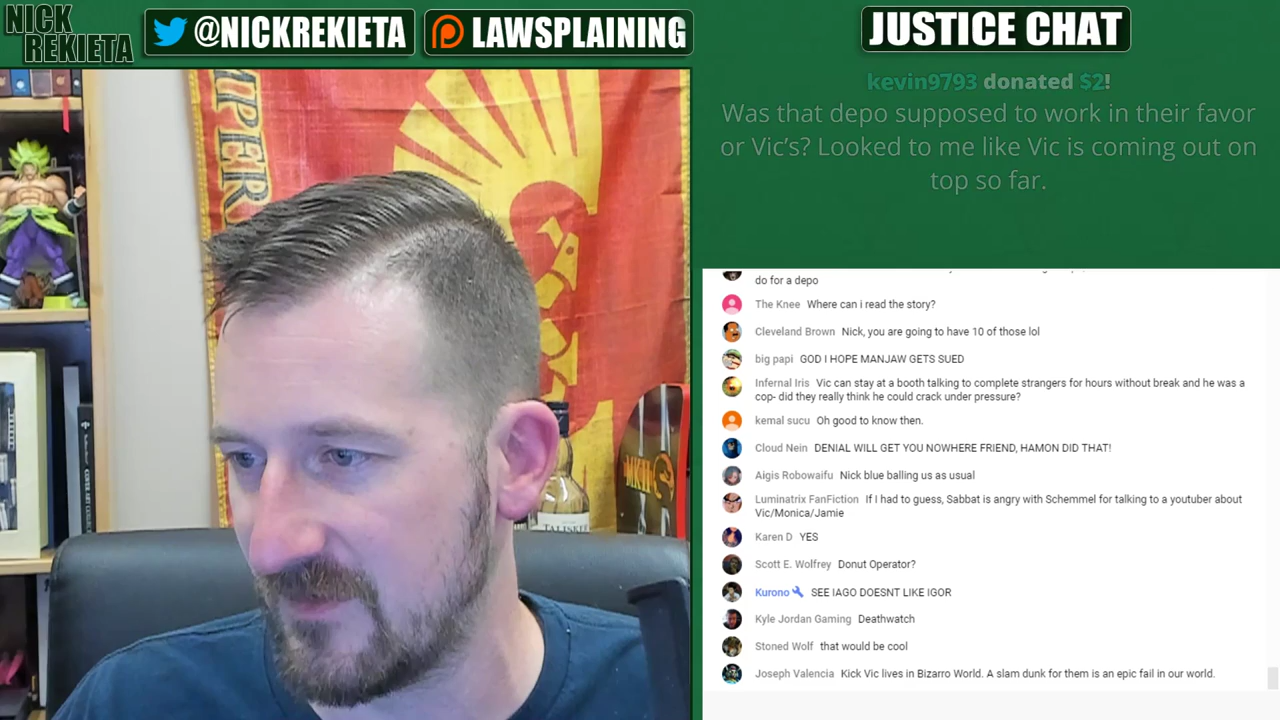 NICK
REKIETA
@NICKREKIETA
LAWSPLAINING
JUSTICE CHAT
kevin9793 donated $2!
Was that depo supposed to work in their favor
or Vic's? Looked to me like Vic is coming out on
top so far.
IMPER
MKII
TALISKER
do for a depo
The Knee Where can i read the story?
Cleveland Brown Nick, you are going to have 10 of those lol
big papi GOD I HOPE MANJAW GETS SUED
Infernal Iris Vic can stay at a booth talking to complete strangers for hours without break and he was a
cop- did they really think he could crack under pressure?
kemal sucu Oh good to know then.
Cloud Nein DENIAL WILL GET YOU NOWHERE FRIEND, HAMON DID THAT!
Aigis Robowaifu Nick blue balling us as usual
Luminatrix FanFiction If I had to guess, Sabbat is angry with Schemmel for talking to a youtuber about
Vic/Monica/Jamie
Karen D YES
Scott E. Wolfrey Donut Operator?
Kurono SEE IAGO DOESNT LIKE IGOR
Kyle Jordan Gaming Deathwatch
Stoned Wolf that would be cool
Joseph Valencia Kick Vic lives in Bizarro World. A slam dunk for them is an epic fail in our world.